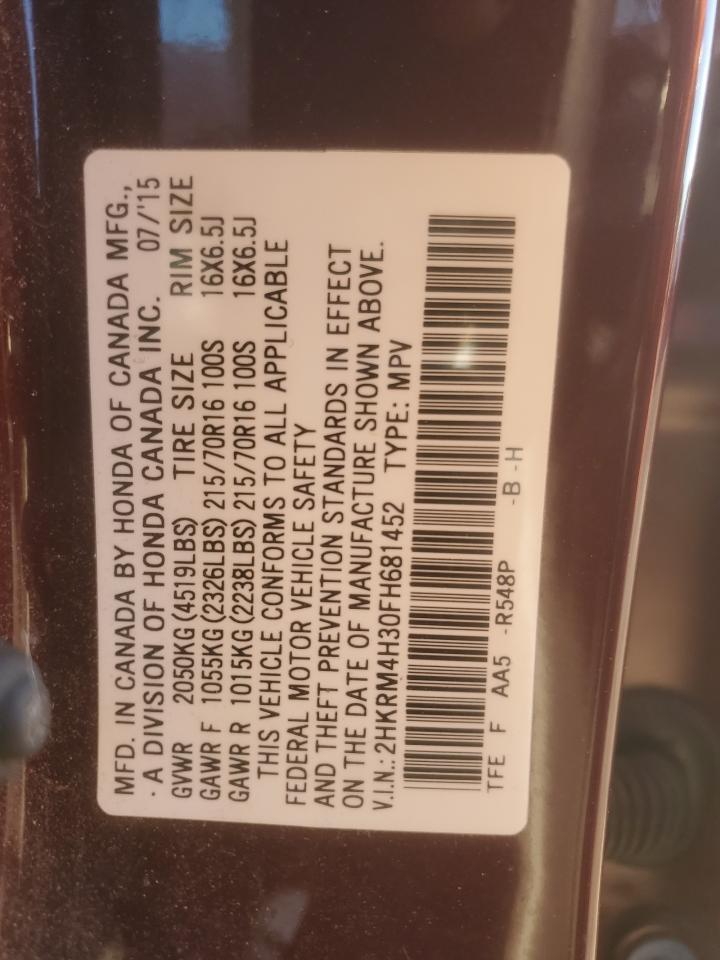 MFD. IN CANADA BY HONDA OF CANADA MFG.,
A DIVISION OF HONDA CANADA INC. 07/'15
GVWR 2050KG (4519LBS) TIRE SIZE RIM SIZE
GAWR F 1055KG (2326LBS) 215/70R16 100S 16X6.5J
GAWR R 1015KG (2238LBS) 215/70R16 100S 16X6.5J
THIS VEHICLE CONFORMS TO ALL APPLICABLE
FEDERAL MOTOR VEHICLE SAFETY
AND THEFT PREVENTION STANDARDS IN EFFECT
ON THE DATE OF MANUFACTURE SHOWN ABOVE.
V.I.N.: 2HKRM4H30FH681452 TYPE: MPV
TFE F AA5 -R548P -B -H